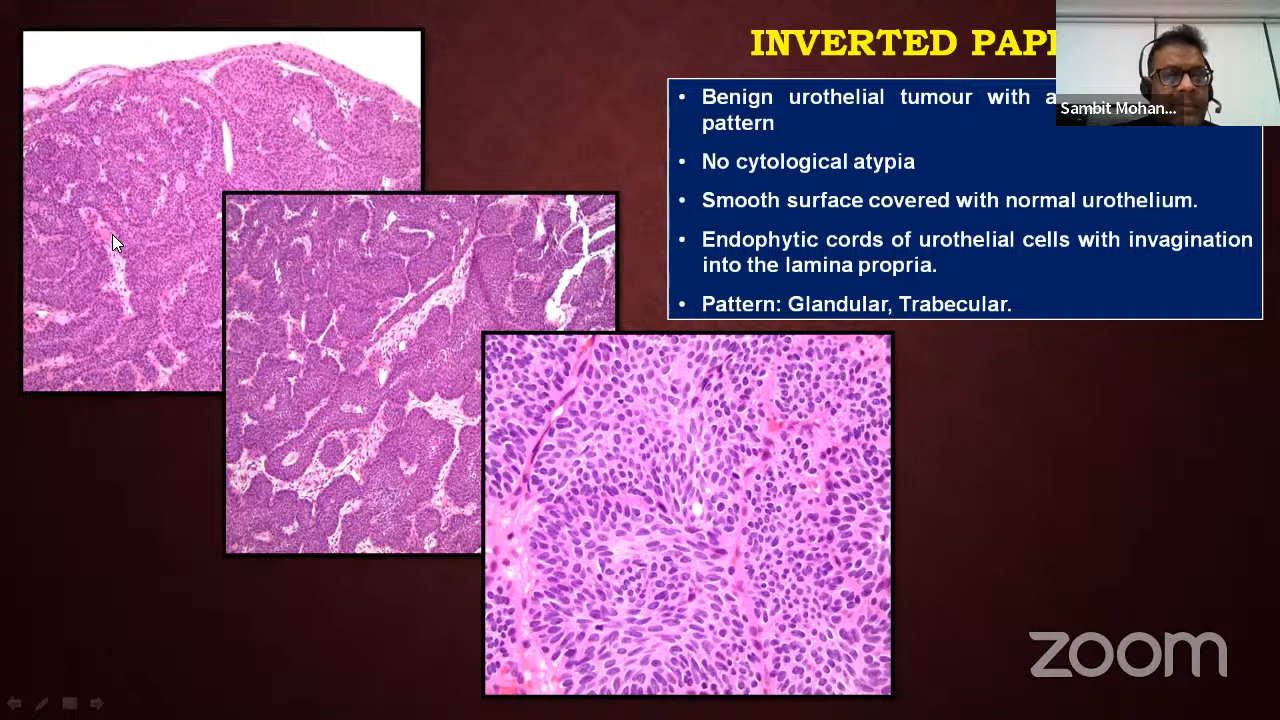 INVERTED PAP
• Benign urothelial tumour with a
pattern
• No cytological atypia
• Smooth surface covered with normal urothelium.
• Endophytic cords of urothelial cells with invagination
into the lamina propria.
• Pattern: Glandular, Trabecular.
Sambit Mohan...
zoom